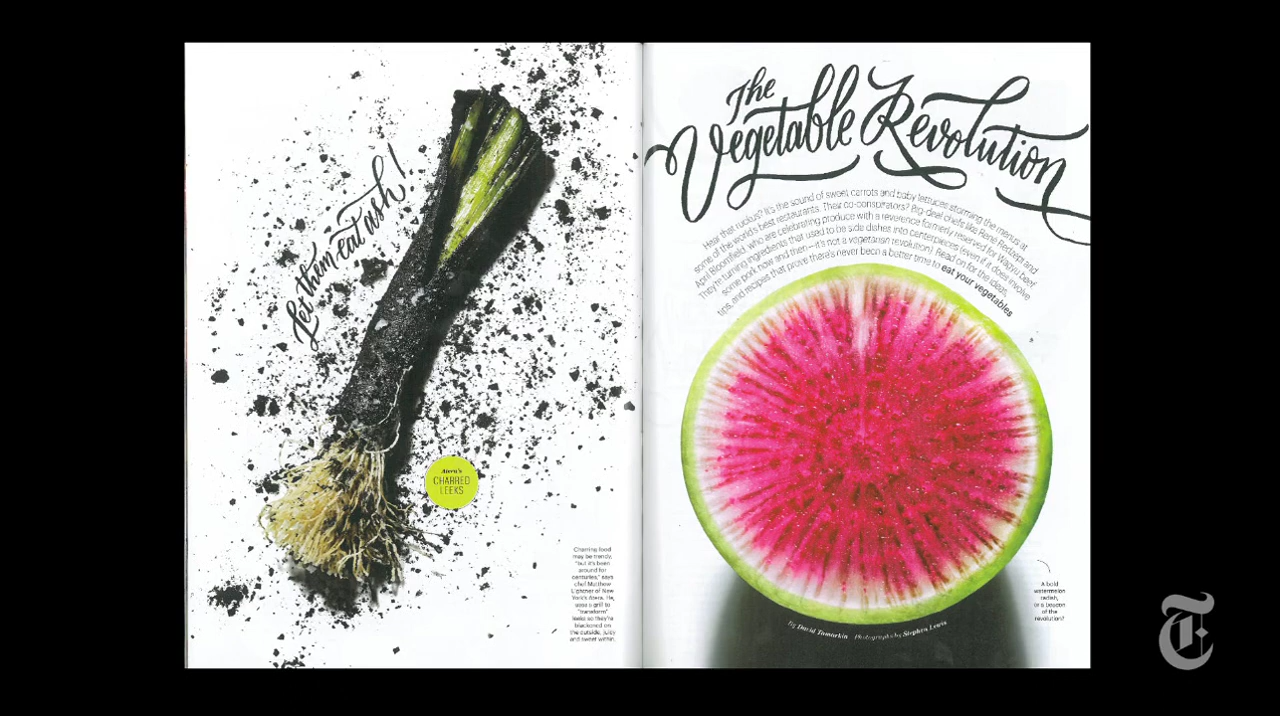 Let them eat ash!
Atera's
CHARRED
LEEKS
Charring food
may be trendy,
"but it's been
around for
centuries," says
chef Matthew
Lightner of New
York's Atera. He
uses a grill to
"transform"
leeks so they're
blackened on
the outside, juicy
and sweet within.
The
Vegetable Revolution
Hear that ruckus? It's the sound of sweet carrots and baby lettuces storming the menus at
some of the world's best restaurants. Their co-conspirators? Big-deal chefs like René Redzepi and
April Bloomfield, who are celebrating produce with a reverence formerly reserved for Wagyu beef.
They're turning ingredients that used to be side dishes into centerpieces (even if it does involve
some pork now and then—it's not a vegetarian revolution). Read on for the ideas,
tips, and recipes that prove there's never been a better time to eat your vegetables
A bold
watermelon
radish,
or a beacon
of the
revolution?
By David Tamarkin Photographs by Stephen Lewis
T